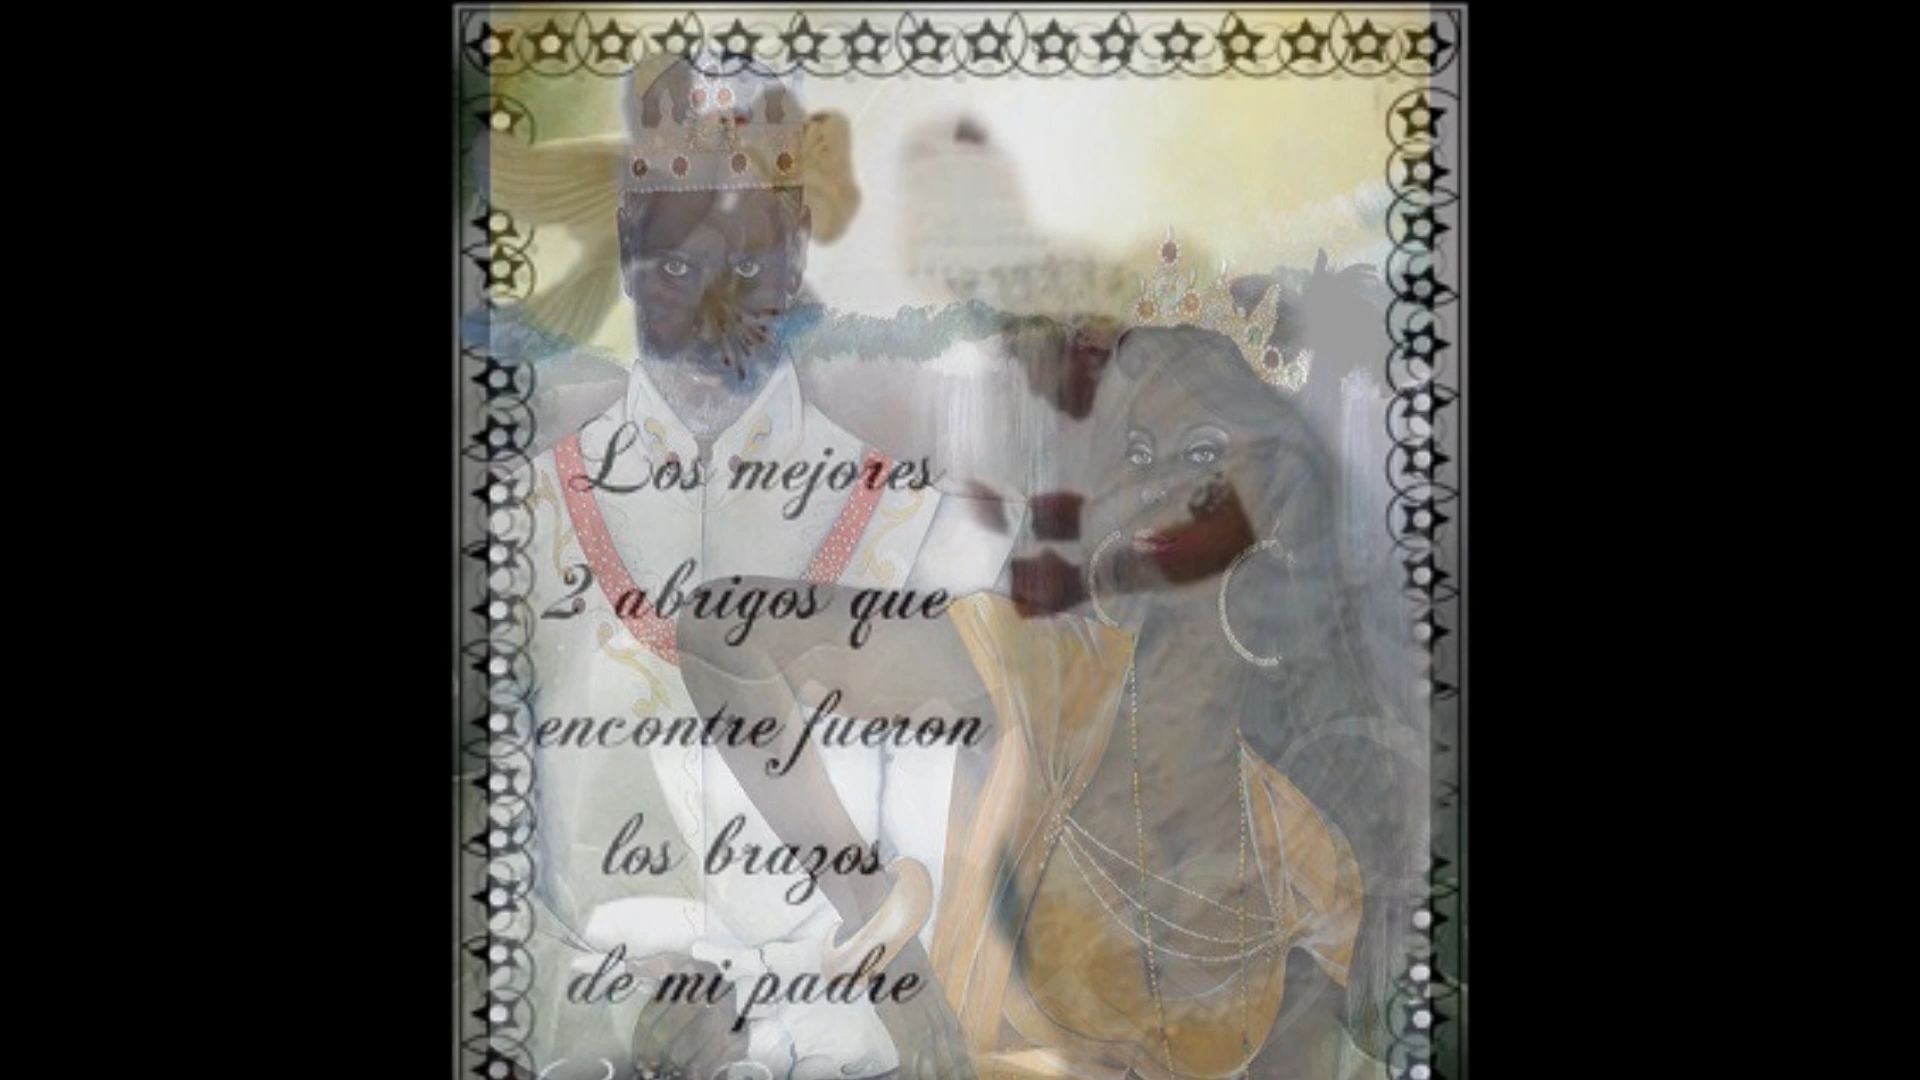 Los mejores
2 abrigos que
encontre fueron
los brazos
de mi padre